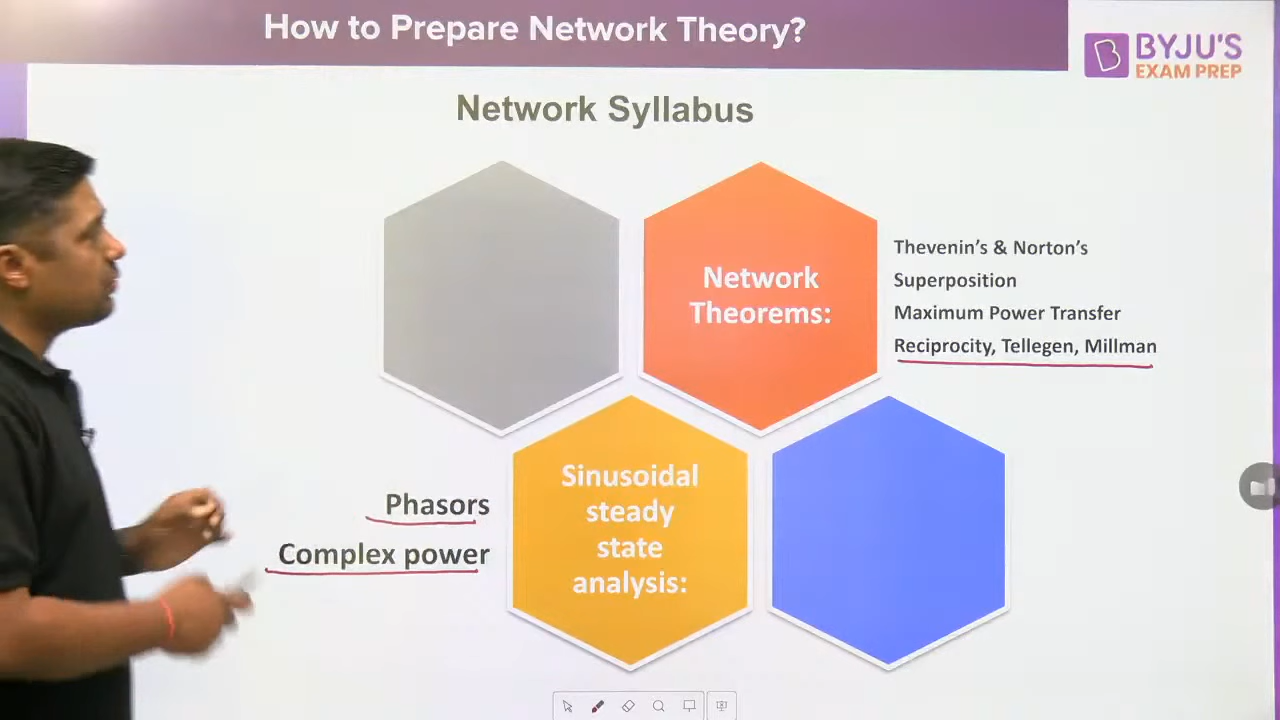 How to Prepare Network Theory?
BYJU'S
EXAM PREP
Network Syllabus
Network
Theorems:
Thevenin's & Norton's
Superposition
Maximum Power Transfer
Reciprocity, Tellegen, Millman
Sinusoidal
steady
state
analysis:
Phasors
Complex power